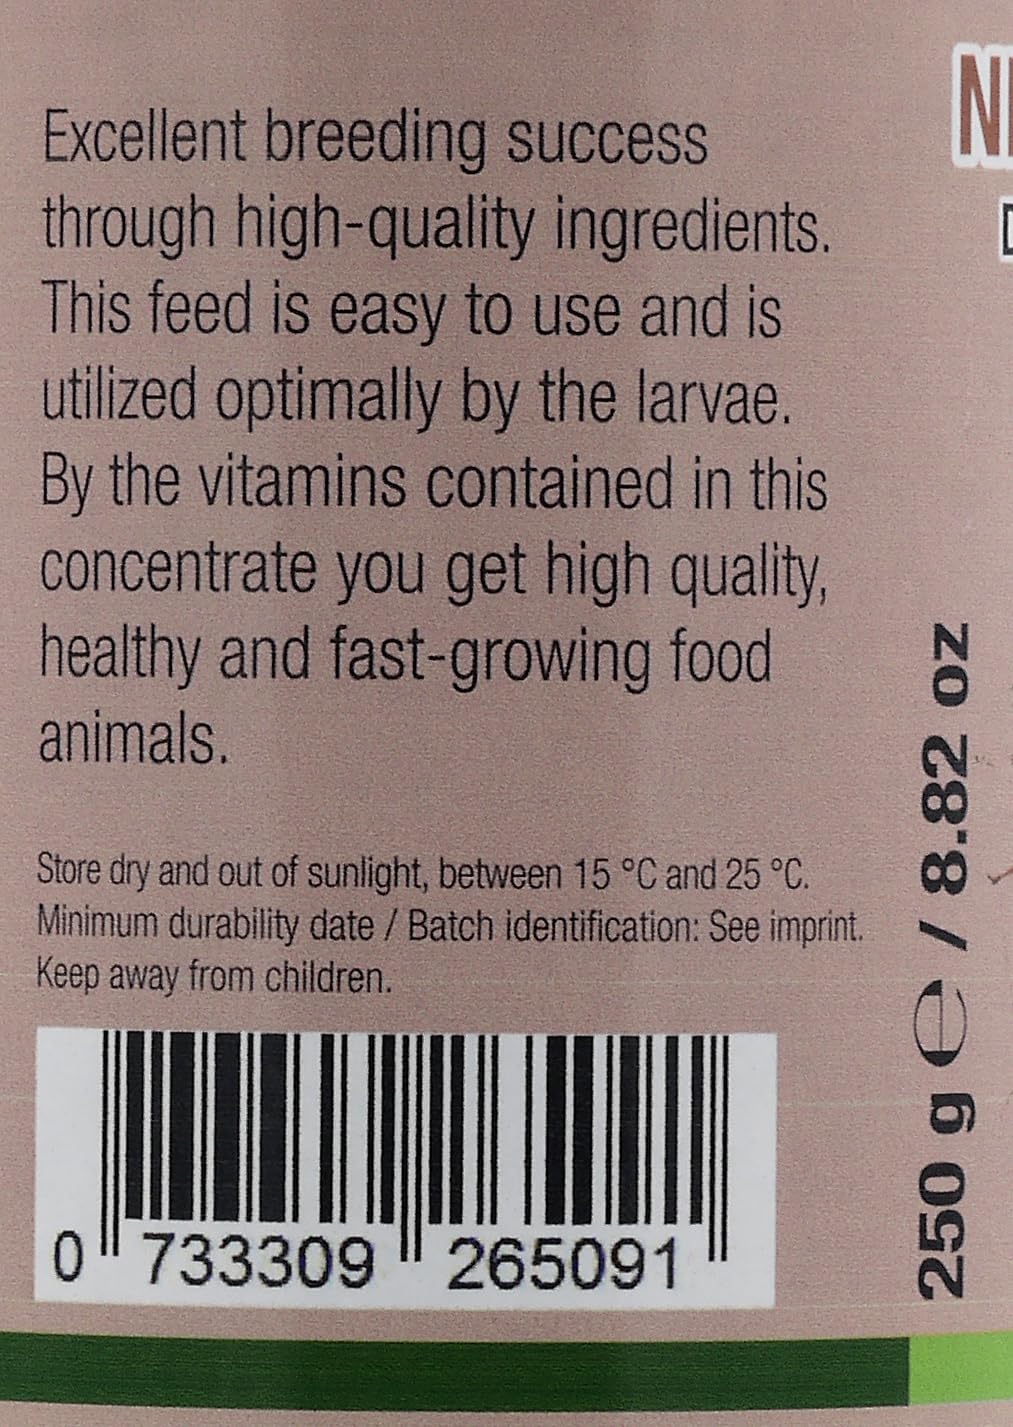 Excellent breeding success
through high-quality ingredients.
This feed is easy to use and is
utilized optimally by the larvae.
By the vitamins contained in this
concentrate you get high quality,
healthy and fast-growing food
animals.
Store dry and out of sunlight, between 15 °C and 25 °C.
Minimum durability date / Batch identification: See imprint.
Keep away from children.
0 733309 265091
250 g ℮ / 8.82 oz